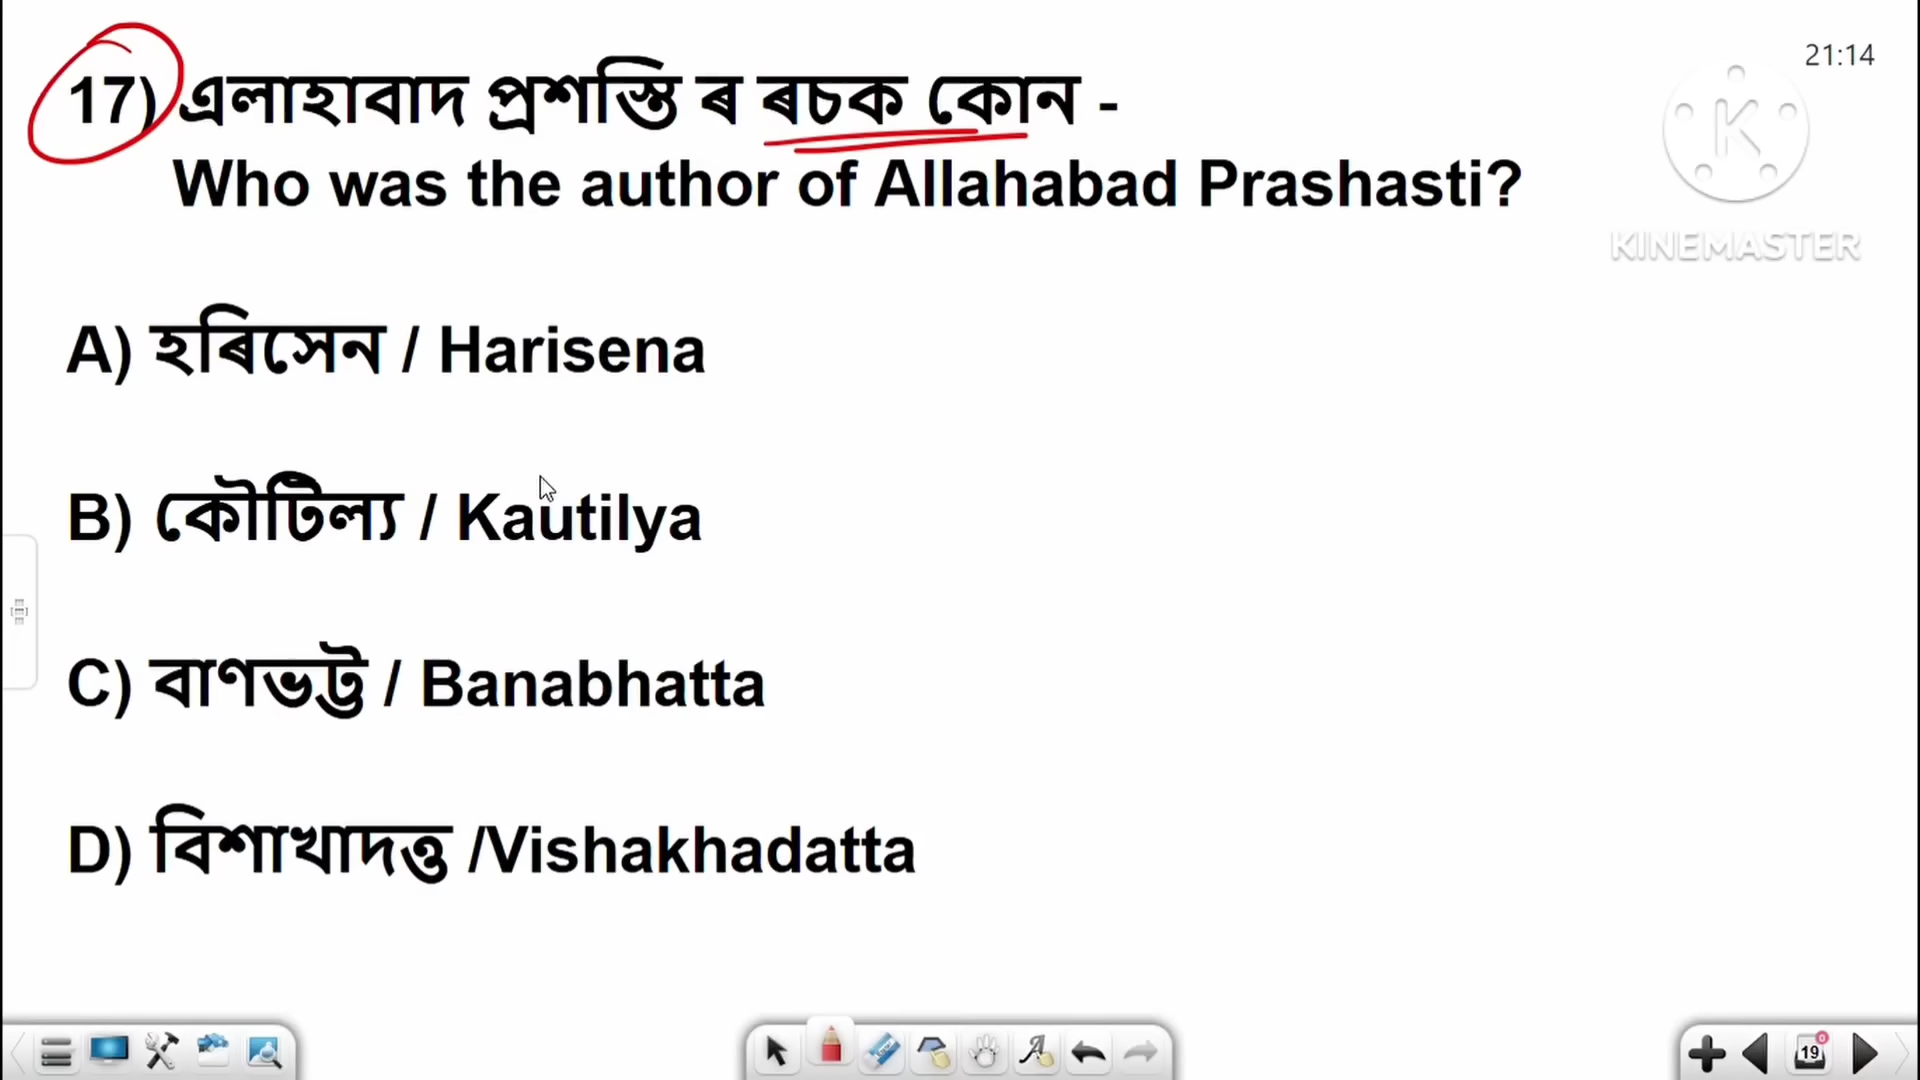 21:14
17) এলাহাবাদ প্ৰশস্তি ৰ ৰচক কোন -
Who was the author of Allahabad Prashasti?
KINEMASTER
A) হৰিসেন / Harisena
B) কৌটিল্য / Kautilya
C) বাণভট্ট / Banabhatta
D) বিশাখাদত্ত /Vishakhadatta
19
0